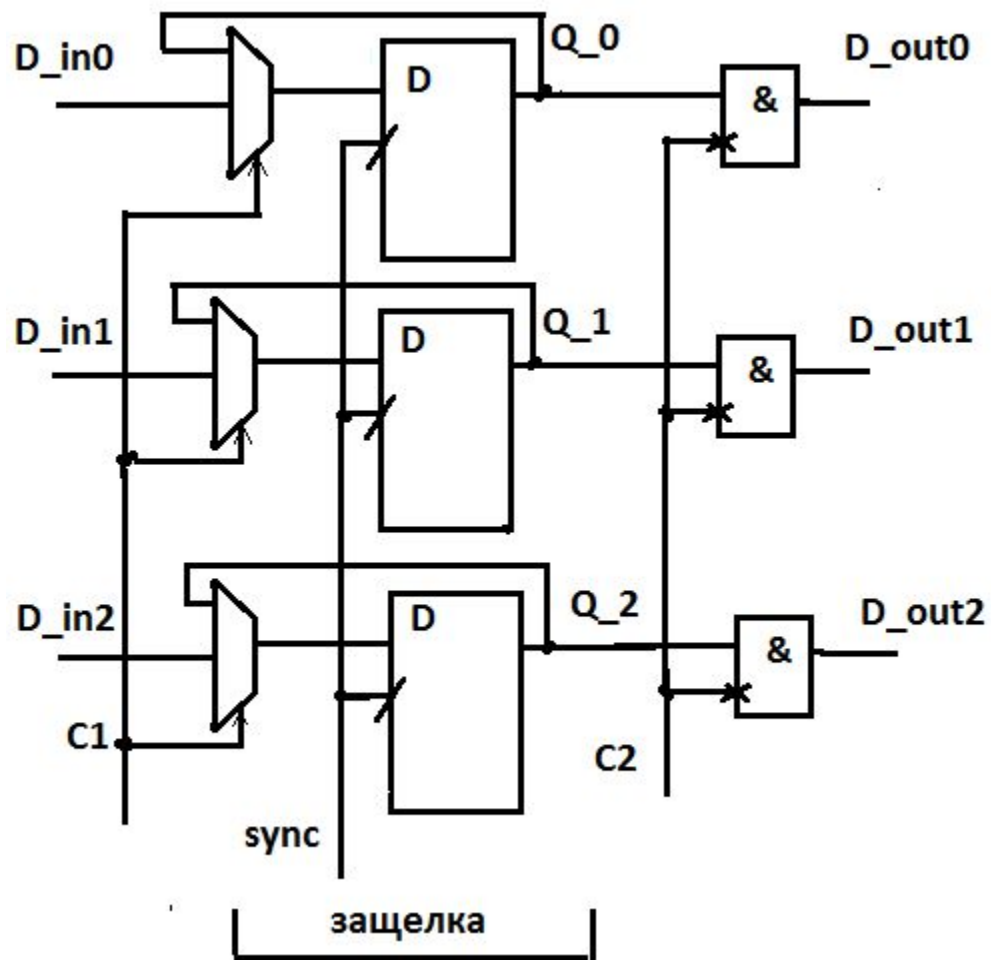 D_in0
D
Q_0
&
D_out0
D_in1
D
Q_1
&
D_out1
D_in2
D
Q_2
&
D_out2
C1
C2
sync
защелка